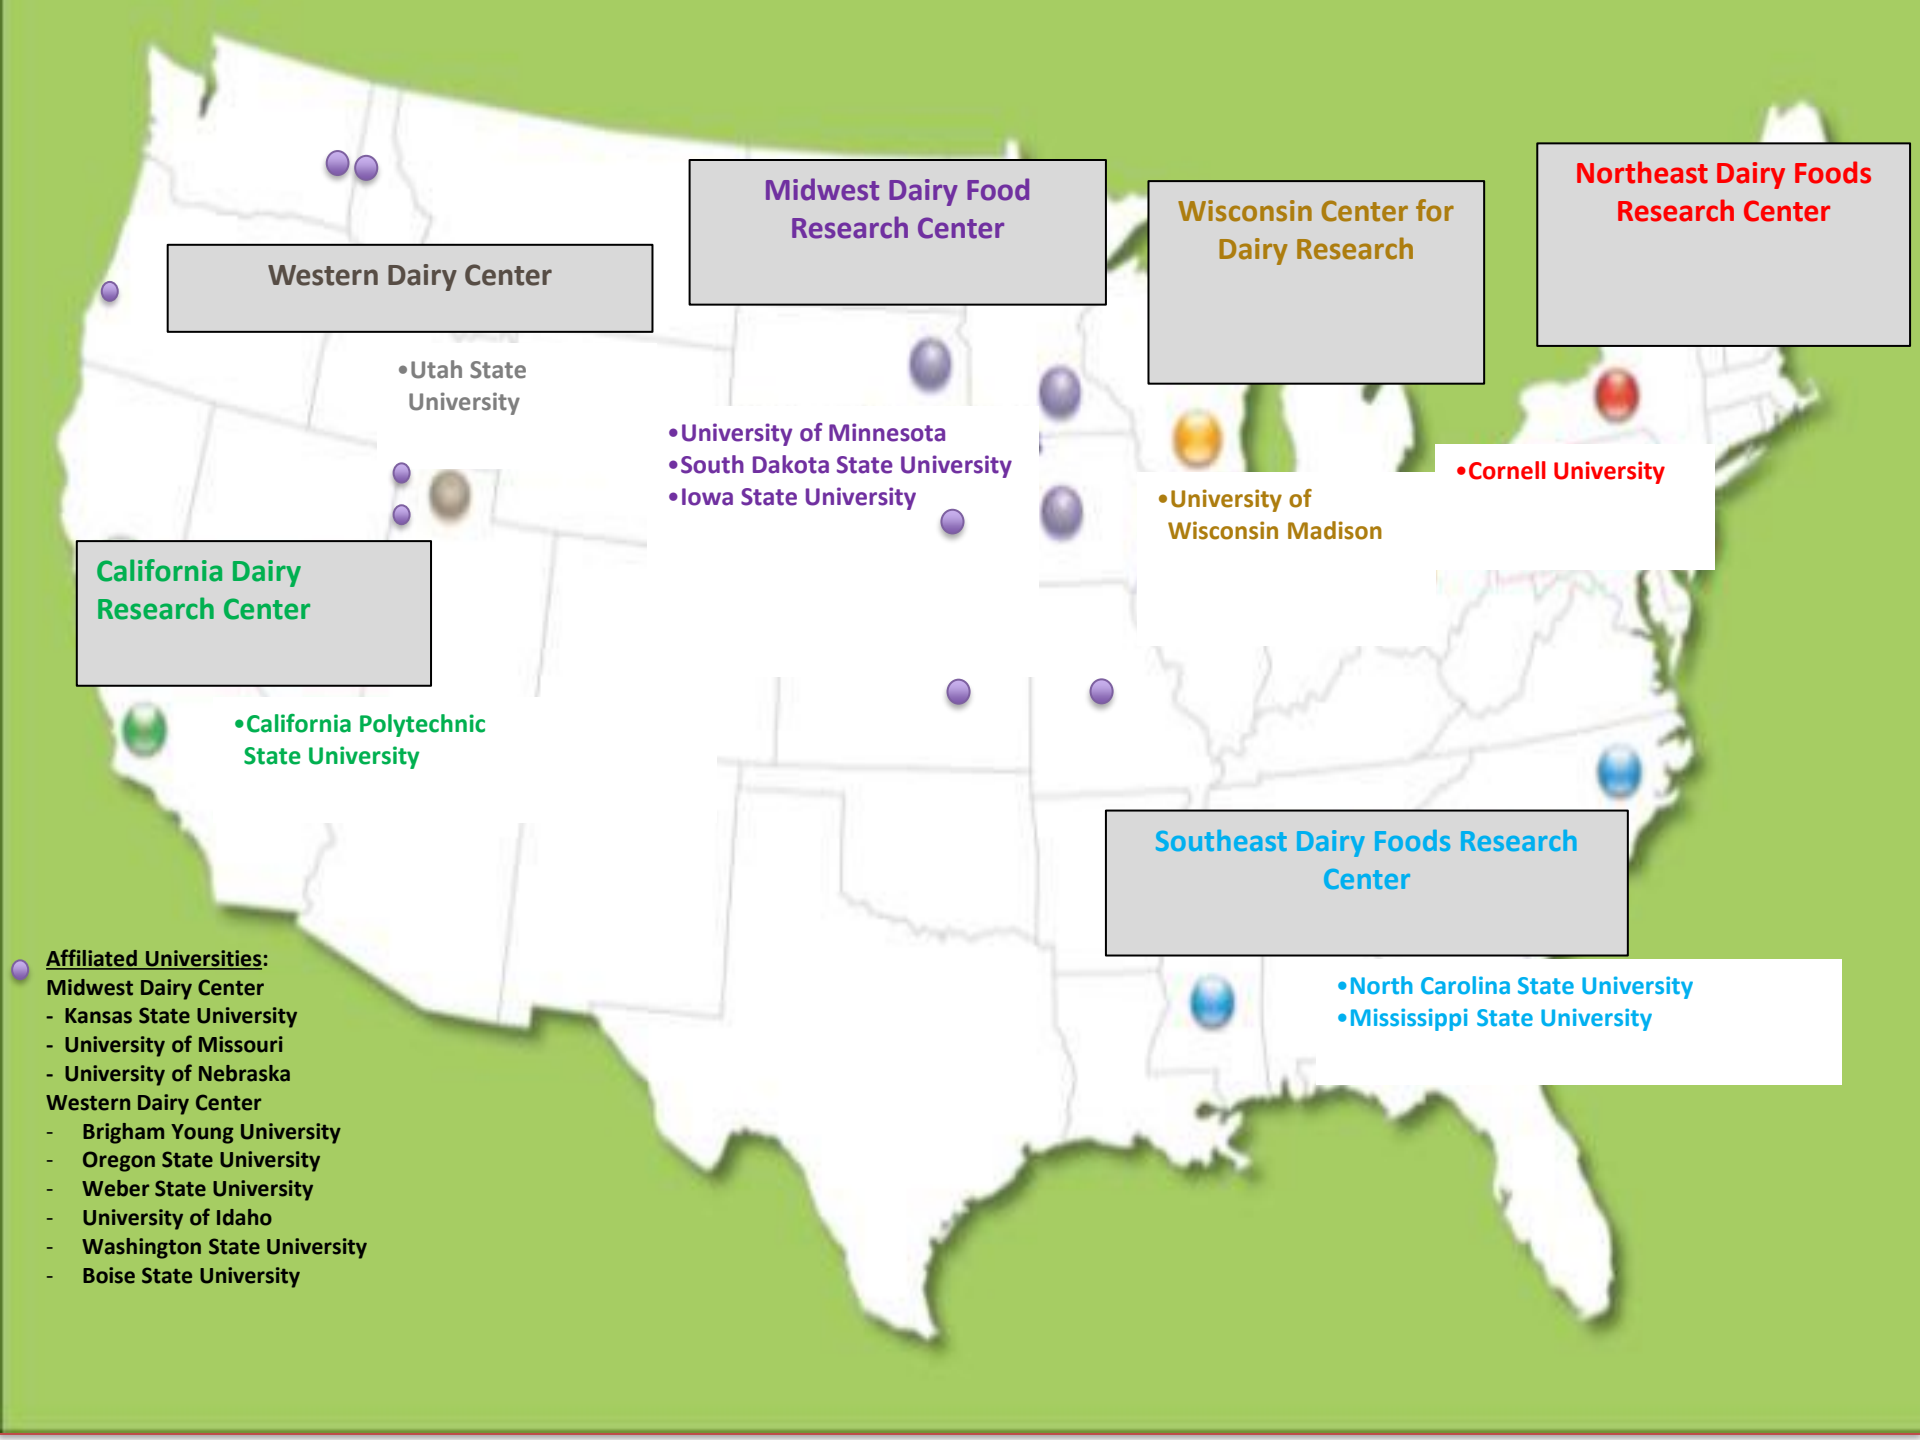 Northeast Dairy Foods
Research Center
Midwest Dairy Food
Research Center
Wisconsin Center for
Dairy Research
Western Dairy Center
•Utah State
University
•University of Minnesota
•South Dakota State University
•Iowa State University
•Cornell University
•University of
Wisconsin Madison
California Dairy
Research Center
•California Polytechnic
State University
Southeast Dairy Foods Research
Center
•North Carolina State University
•Mississippi State University
Affiliated Universities:
Midwest Dairy Center
- Kansas State University
- University of Missouri
- University of Nebraska
Western Dairy Center
- Brigham Young University
- Oregon State University
- Weber State University
- University of Idaho
- Washington State University
- Boise State University